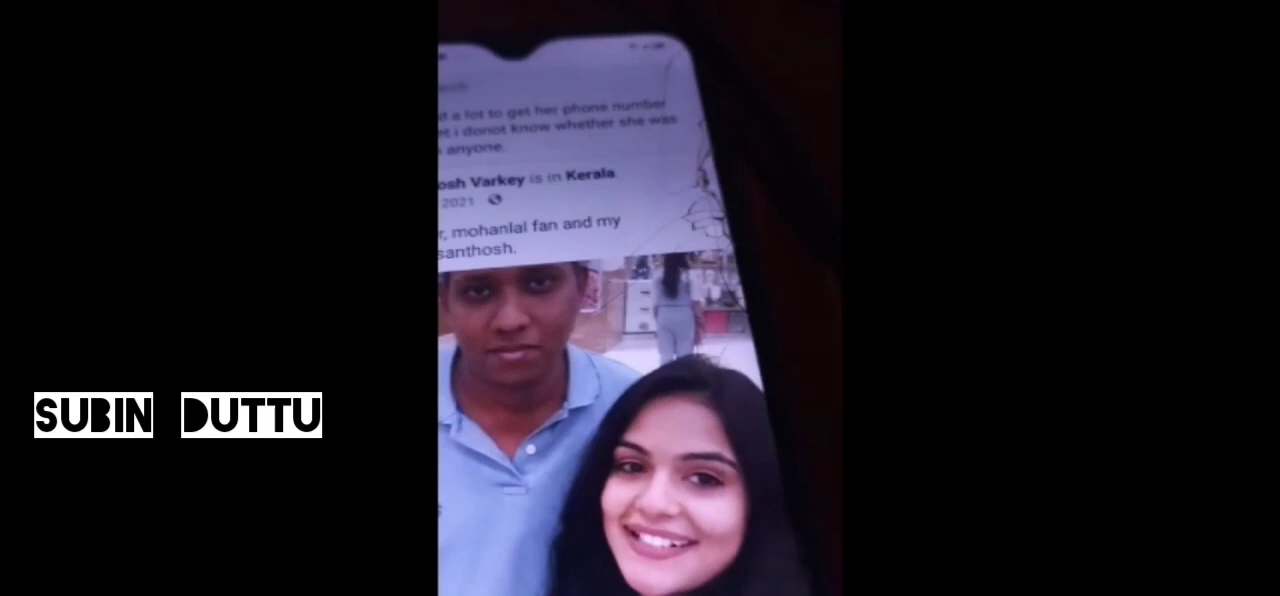 a lot to get her phone number
i donot know whether she was
anyone.
osh Varkey is in Kerala.
2021
r, mohanlal fan and my
santhosh.
SUBIN DUTTU